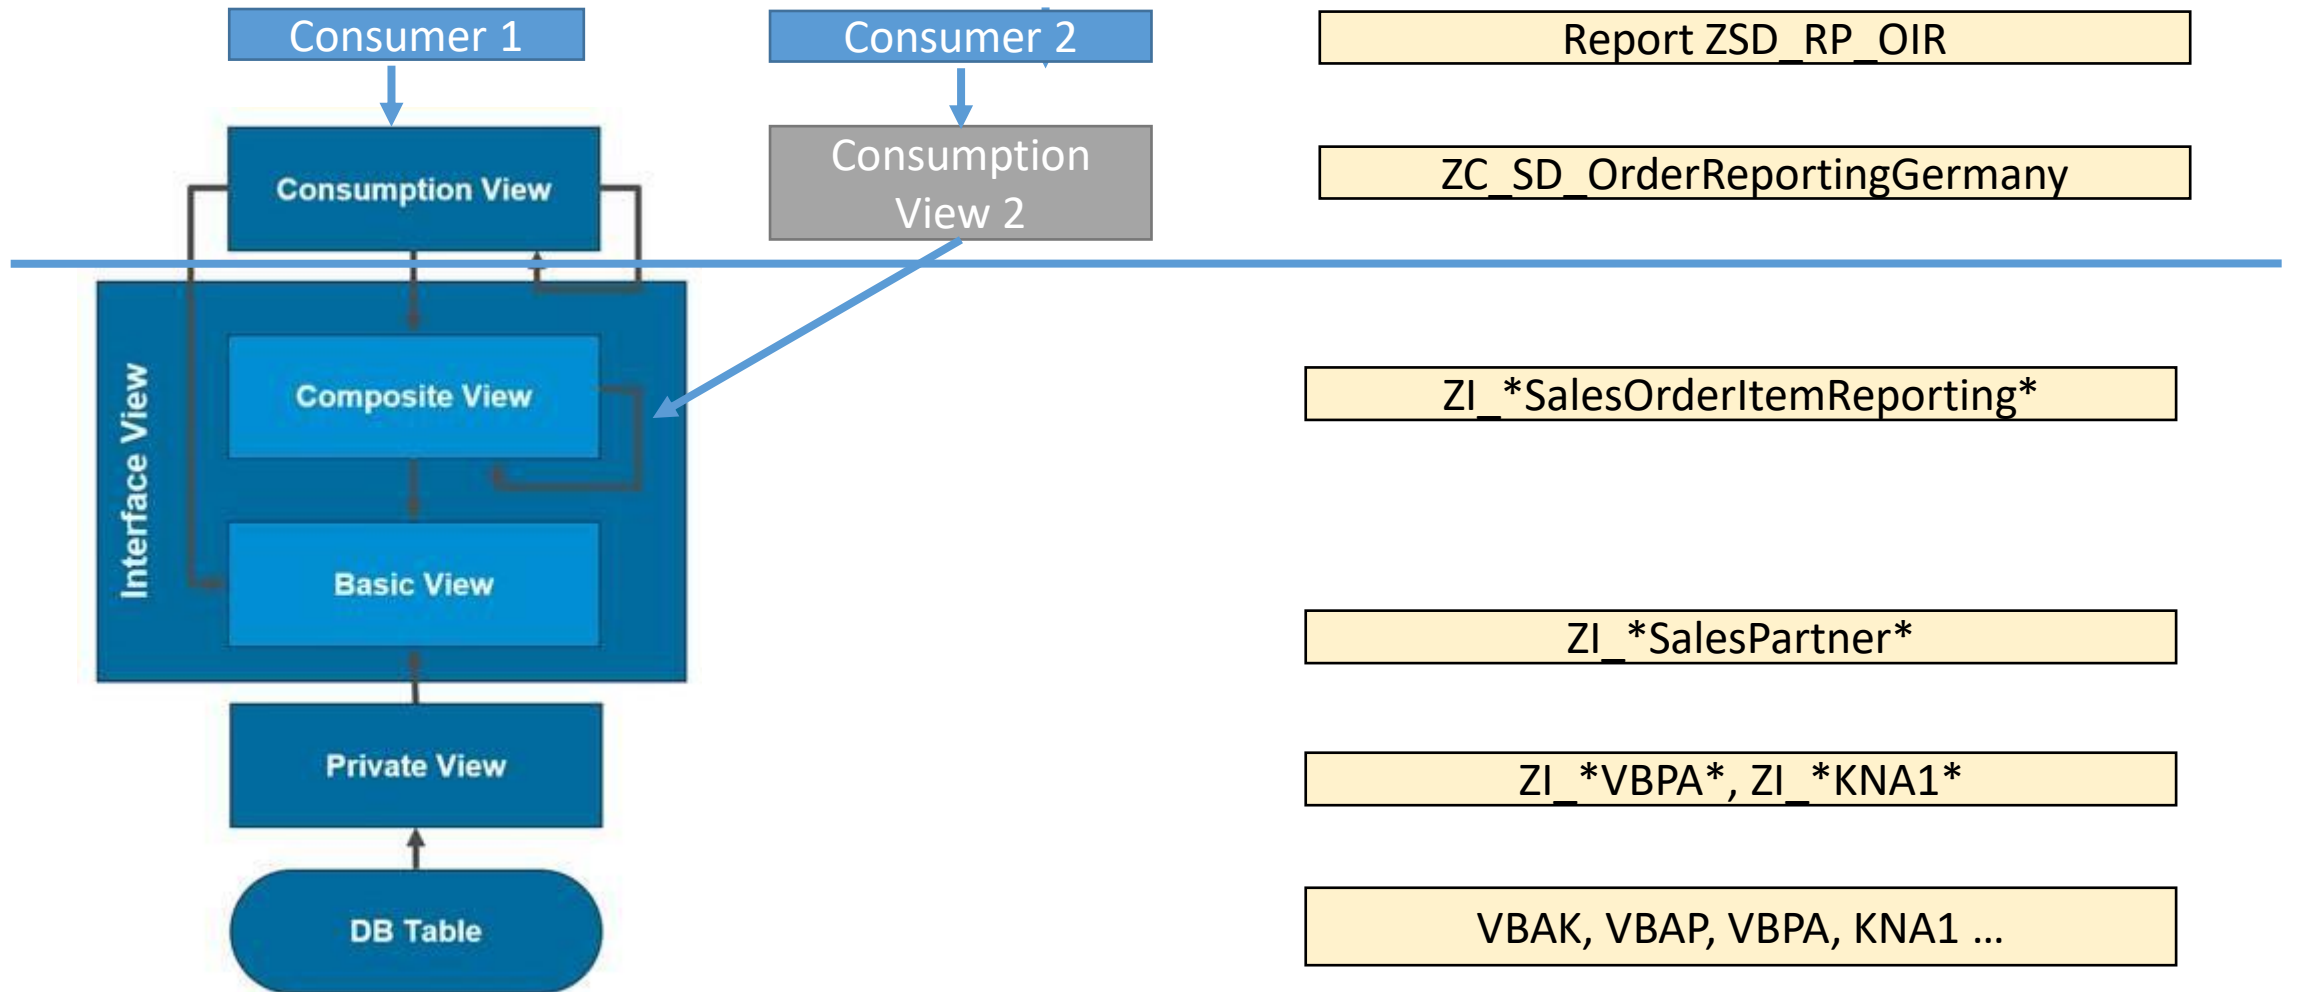 Consumer 1
Consumer 2
Report ZSD_RP_OIR
Consumption View
Consumption
View 2
ZC_SD_OrderReportingGermany
Interface View
Composite View
ZI_*SalesOrderItemReporting*
Basic View
ZI_*SalesPartner*
Private View
ZI_*VBPA*, ZI_*KNA1*
DB Table
VBAK, VBAP, VBPA, KNA1 ...